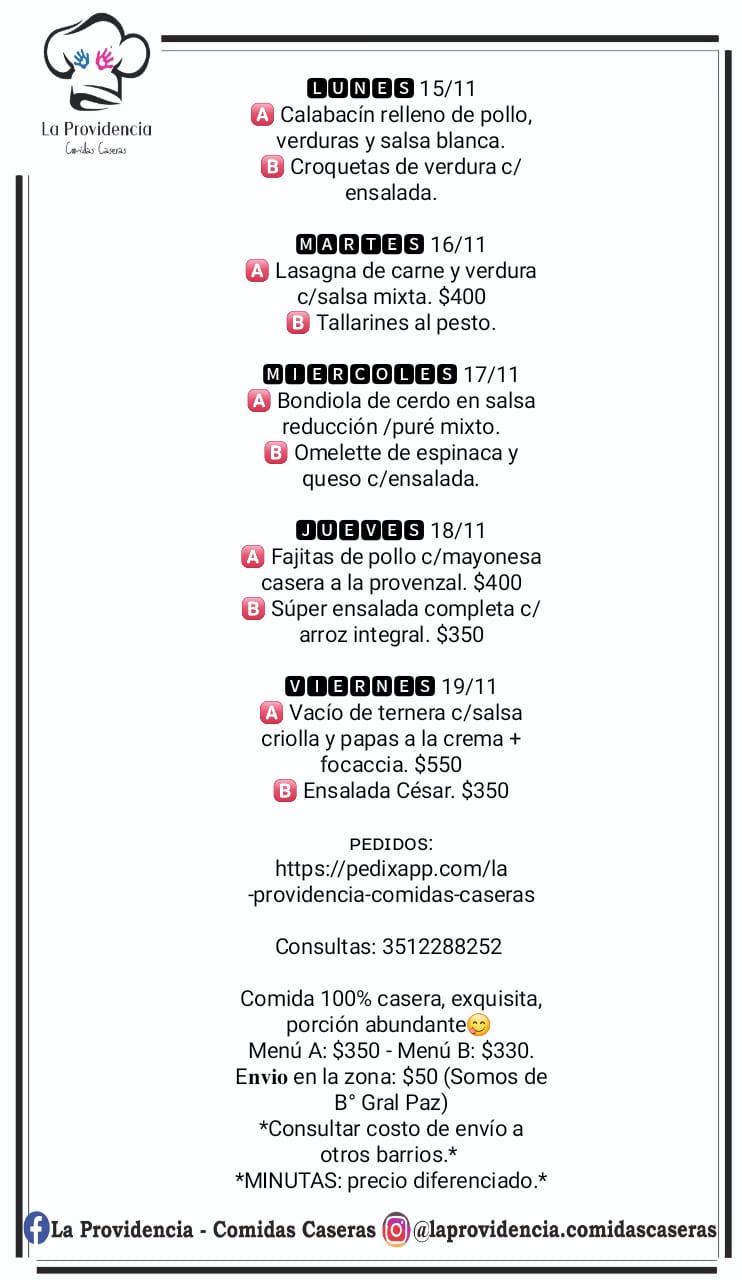 La Providencia
Comidas Caseras
LUNES 15/11
🅰 Calabacín relleno de pollo,
verduras y salsa blanca.
🅱 Croquetas de verdura c/
ensalada.
MARTES 16/11
🅰 Lasagna de carne y verdura
c/salsa mixta. $400
🅱 Tallarines al pesto.
MIERCOLES 17/11
🅰 Bondiola de cerdo en salsa
reducción /puré mixto.
🅱 Omelette de espinaca y
queso c/ensalada.
JUEVES 18/11
🅰 Fajitas de pollo c/mayonesa
casera a la provenzal. $400
🅱 Súper ensalada completa c/
arroz integral. $350
VIERNES 19/11
🅰 Vacío de ternera c/salsa
criolla y papas a la crema +
focaccia. $550
🅱 Ensalada César. $350
PEDIDOS:
https://pedixapp.com/la
-providencia-comidas-caseras
Consultas: 3512288252
Comida 100% casera, exquisita,
porción abundante😋
Menú A: $350 - Menú B: $330.
Envio en la zona: $50 (Somos de
B° Gral Paz)
*Consultar costo de envío a
otros barrios.*
*MINUTAS: precio diferenciado.*
La Providencia - Comidas Caseras @laprovidencia.comidascaseras